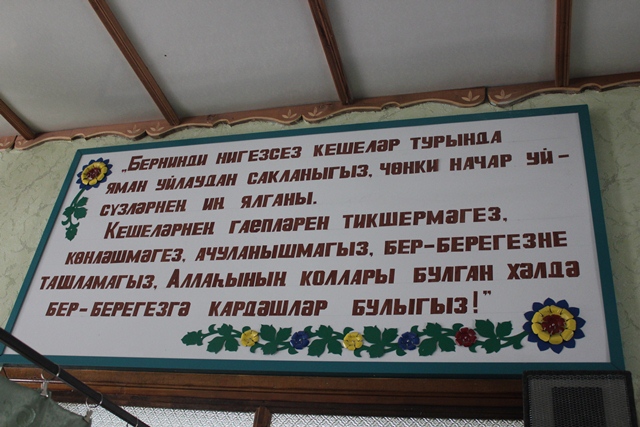 „Бернинди нигезсез кешеләр турында
яман уйлаудан сакланыгыз, чөнки начар уй –
сүзләрнең иң ялганы.
Кешеләрнең гаепләрен тикшермәгез,
көнләшмәгез, ачуланышмагыз, бер-берегезне
ташламагыз, Аллаһының коллары булган хәлдә
бер-берегезгә кардәшләр булыгыз!"